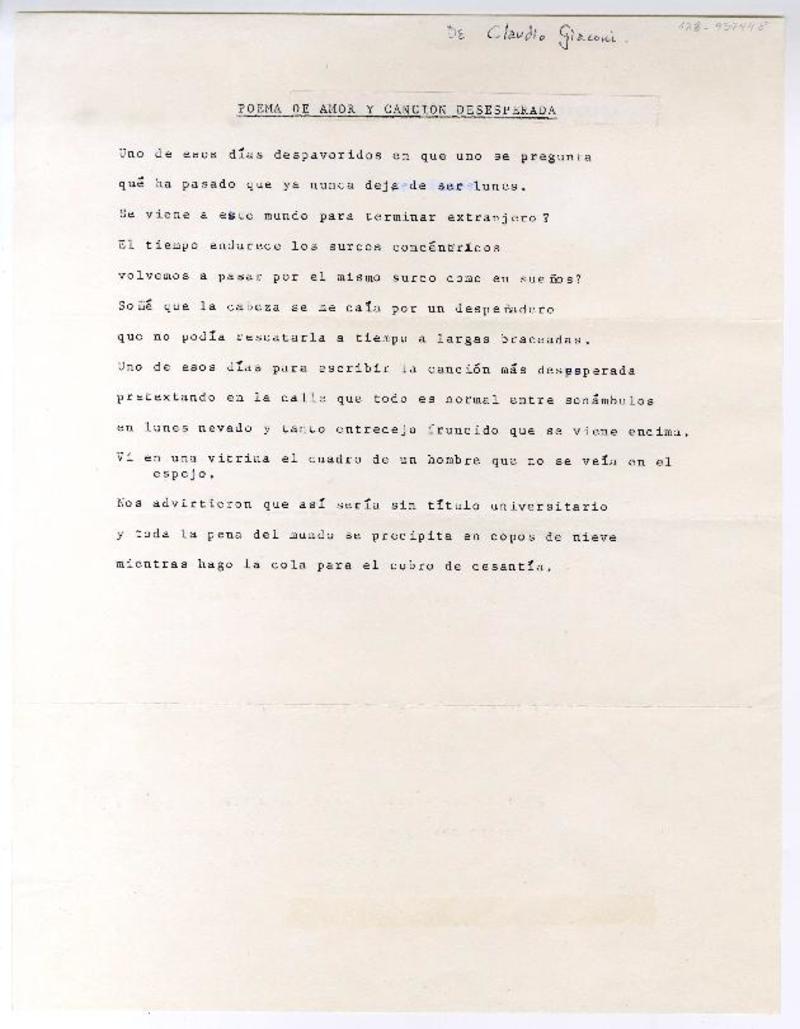 De Claudio Giaconi.
POEMA DE AMOR Y CANCION DESESPERADA
Uno de esos días despavoridos en que uno se pregunta
qué ha pasado que ya nunca deja de ser lunes.
Se viene a este mundo para terminar extranjero?
El tiempo endurece los surcos concéntricos
volvemos a pasar por el mismo surco como en sueños?
Soñé que la cabeza se me caía por un despeñadero
que no podía rescatarla a tiempo a largas braceadas.
Uno de esos días para escribir la canción más desesperada
pretextando en la calle que todo es normal entre sonámbulos
en lunes nevado y tanto entrecejo fruncido que se viene encima.
Vi en una vitrina el cuadro de un hombre que no se veía en el
espejo.
Nos advirtieron que así sería sin título universitario
y toda la pena del mundo se precipita en copos de nieve
mientras hago la cola para el cobro de cesantía.